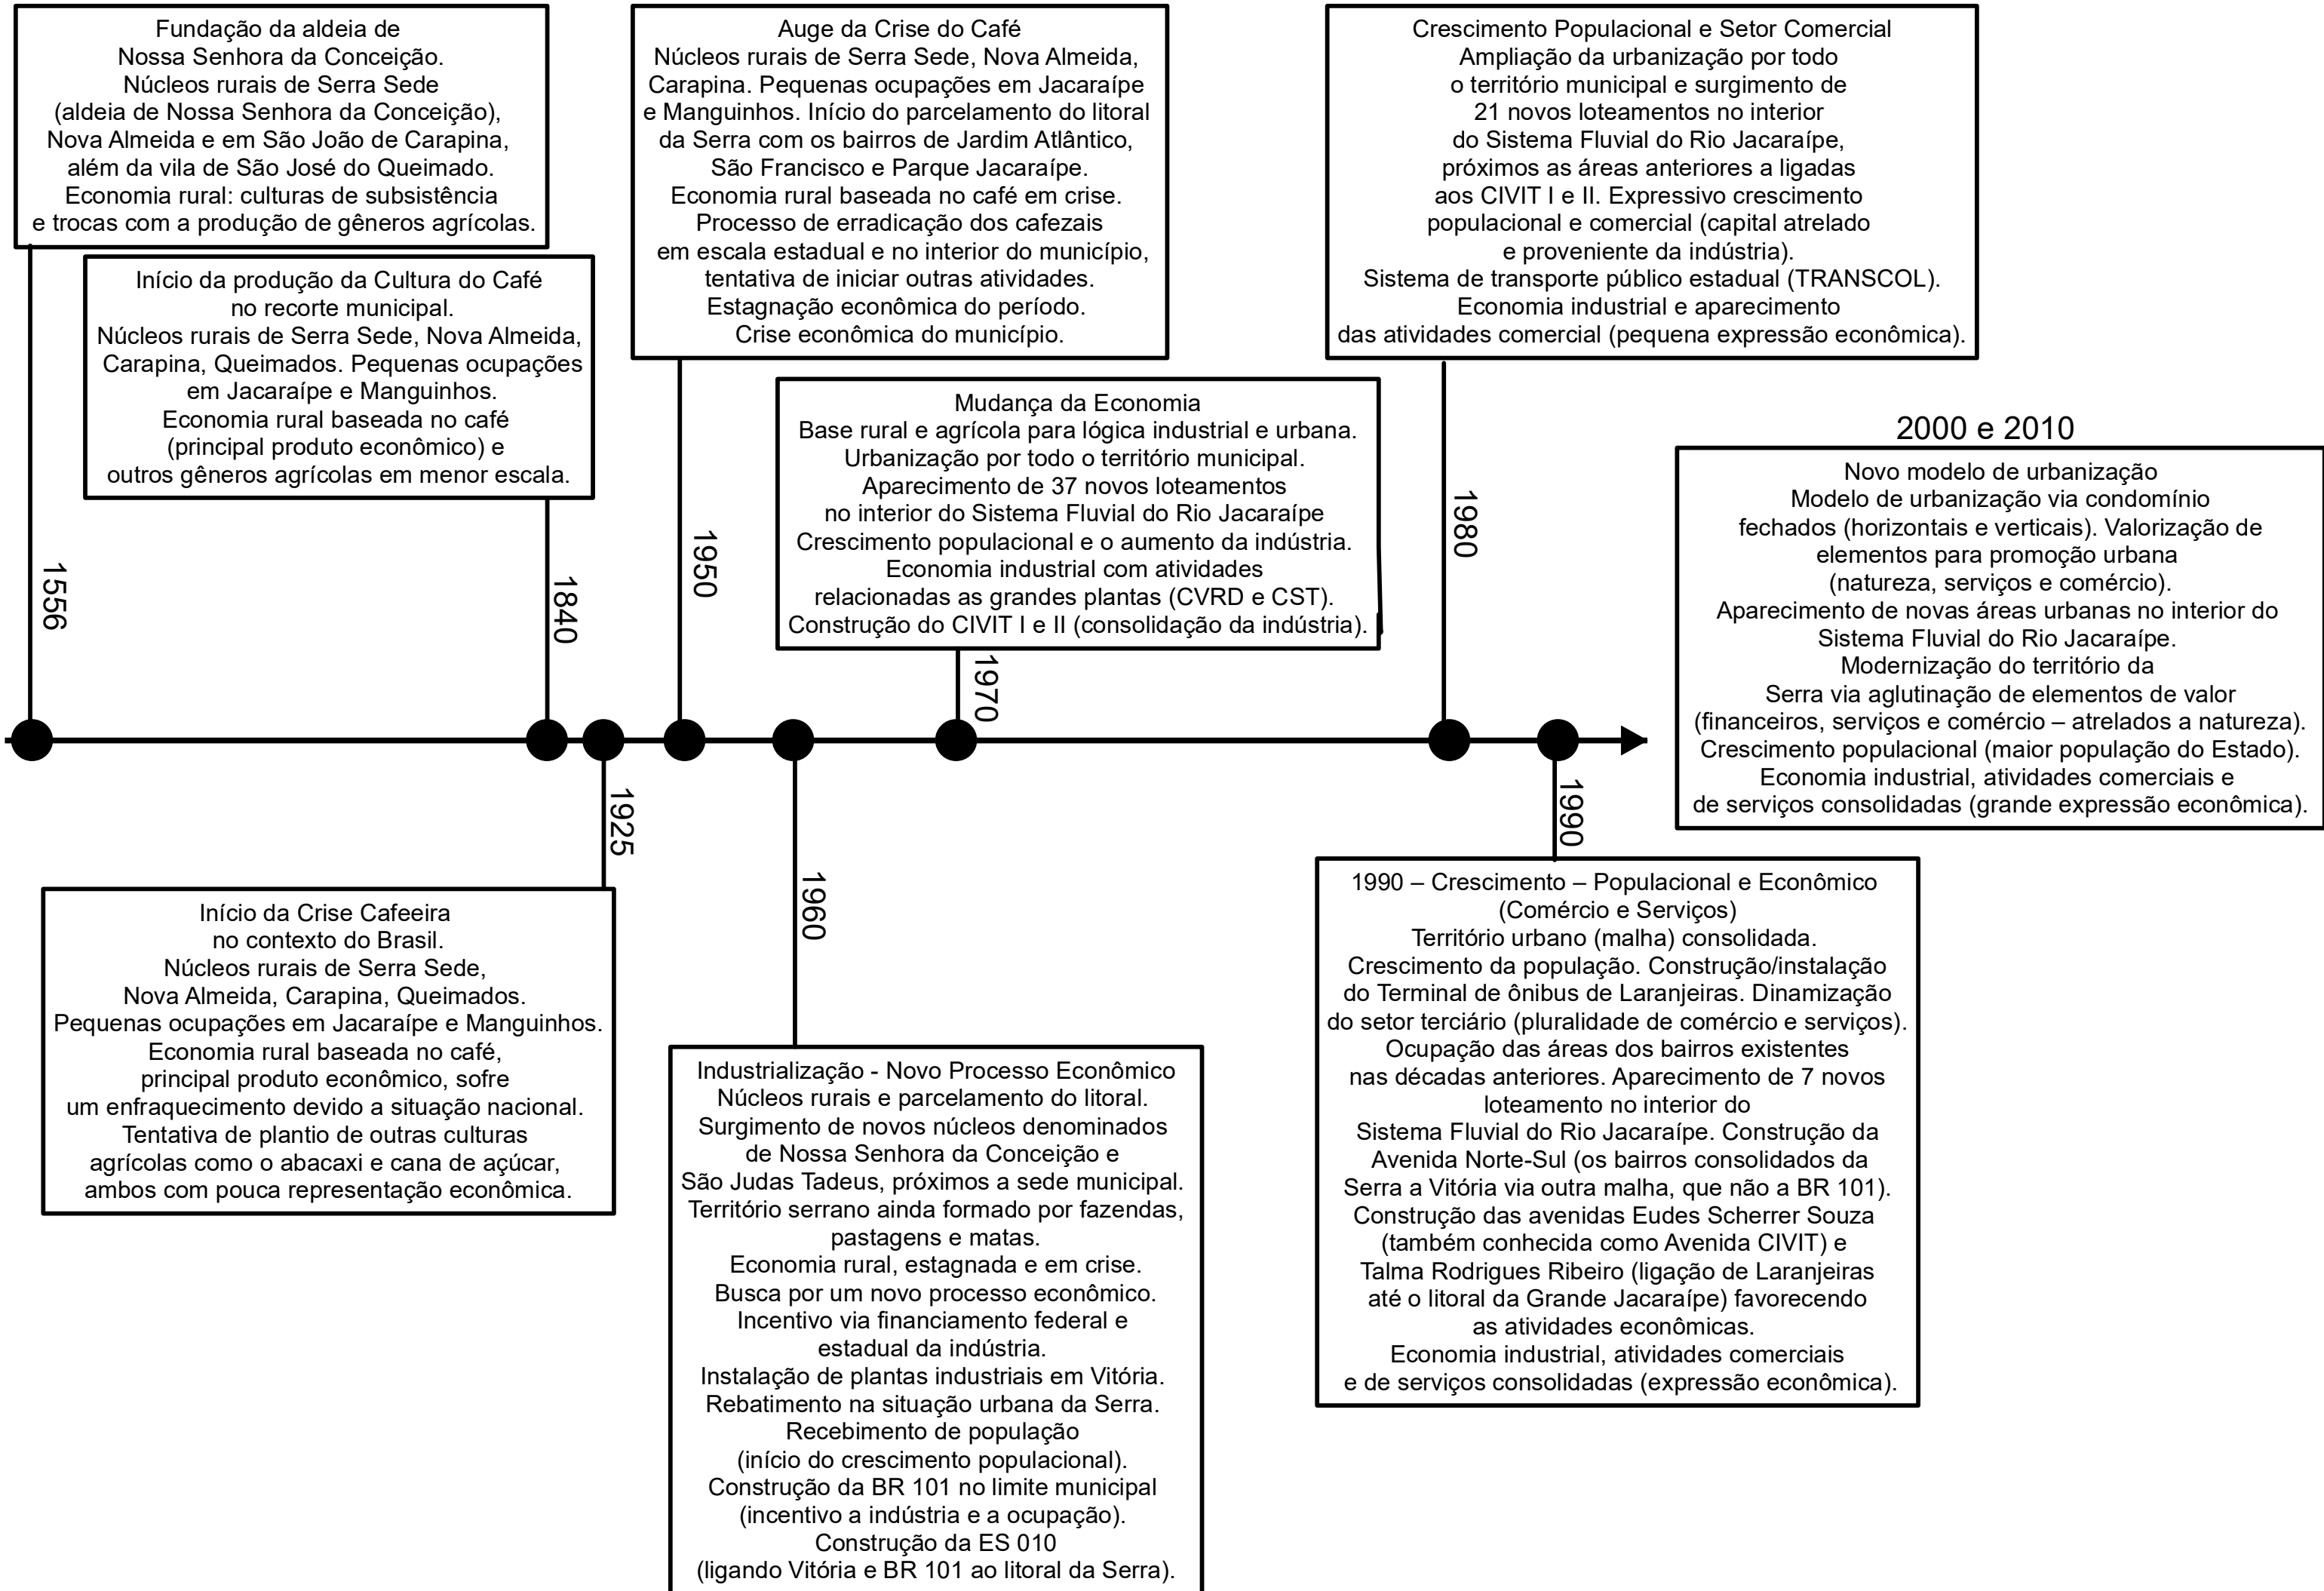 Fundação da aldeia de
Nossa Senhora da Conceição.
Núcleos rurais de Serra Sede
(aldeia de Nossa Senhora da Conceição),
Nova Almeida e em São João de Carapina,
além da vila de São José do Queimado.
Economia rural: culturas de subsistência
e trocas com a produção de gêneros agrícolas.
1556
Início da produção da Cultura do Café
no recorte municipal.
Núcleos rurais de Serra Sede, Nova Almeida,
Carapina, Queimados. Pequenas ocupações
em Jacaraípe e Manguinhos.
Economia rural baseada no café
(principal produto econômico) e
outros gêneros agrícolas em menor escala.
1840
Início da Crise Cafeeira
no contexto do Brasil.
Núcleos rurais de Serra Sede,
Nova Almeida, Carapina, Queimados.
Pequenas ocupações em Jacaraípe e Manguinhos.
Economia rural baseada no café,
principal produto econômico, sofre
um enfraquecimento devido a situação nacional.
Tentativa de plantio de outras culturas
agrícolas como o abacaxi e cana de açúcar,
ambos com pouca representação econômica.
1925
Auge da Crise do Café
Núcleos rurais de Serra Sede, Nova Almeida,
Carapina. Pequenas ocupações em Jacaraípe
e Manguinhos. Início do parcelamento do litoral
da Serra com os bairros de Jardim Atlântico,
São Francisco e Parque Jacaraípe.
Economia rural baseada no café em crise.
Processo de erradicação dos cafezais
em escala estadual e no interior do município,
tentativa de iniciar outras atividades.
Estagnação econômica do período.
Crise econômica do município.
1950
Industrialização - Novo Processo Econômico
Núcleos rurais e parcelamento do litoral.
Surgimento de novos núcleos denominados
de Nossa Senhora da Conceição e
São Judas Tadeus, próximos a sede municipal.
Território serrano ainda formado por fazendas,
pastagens e matas.
Economia rural, estagnada e em crise.
Busca por um novo processo econômico.
Incentivo via financiamento federal e
estadual da indústria.
Instalação de plantas industriais em Vitória.
Rebatimento na situação urbana da Serra.
Recebimento de população
(início do crescimento populacional).
Construção da BR 101 no limite municipal
(incentivo a indústria e a ocupação).
Construção da ES 010
(ligando Vitória e BR 101 ao litoral da Serra).
1960
Mudança da Economia
Base rural e agrícola para lógica industrial e urbana.
Urbanização por todo o território municipal.
Aparecimento de 37 novos loteamentos
no interior do Sistema Fluvial do Rio Jacaraípe
Crescimento populacional e o aumento da indústria.
Economia industrial com atividades
relacionadas as grandes plantas (CVRD e CST).
Construção do CIVIT I e II (consolidação da indústria).
1970
Crescimento Populacional e Setor Comercial
Ampliação da urbanização por todo
o território municipal e surgimento de
21 novos loteamentos no interior
do Sistema Fluvial do Rio Jacaraípe,
próximos as áreas anteriores a ligadas
aos CIVIT I e II. Expressivo crescimento
populacional e comercial (capital atrelado
e proveniente da indústria).
Sistema de transporte público estadual (TRANSCOL).
Economia industrial e aparecimento
das atividades comercial (pequena expressão econômica).
1980
1990
1990 – Crescimento – Populacional e Econômico
(Comércio e Serviços)
Território urbano (malha) consolidada.
Crescimento da população. Construção/instalação
do Terminal de ônibus de Laranjeiras. Dinamização
do setor terciário (pluralidade de comércio e serviços).
Ocupação das áreas dos bairros existentes
nas décadas anteriores. Aparecimento de 7 novos
loteamento no interior do
Sistema Fluvial do Rio Jacaraípe. Construção da
Avenida Norte-Sul (os bairros consolidados da
Serra a Vitória via outra malha, que não a BR 101).
Construção das avenidas Eudes Scherrer Souza
(também conhecida como Avenida CIVIT) e
Talma Rodrigues Ribeiro (ligação de Laranjeiras
até o litoral da Grande Jacaraípe) favorecendo
as atividades econômicas.
Economia industrial, atividades comerciais
e de serviços consolidadas (expressão econômica).
2000 e 2010
Novo modelo de urbanização
Modelo de urbanização via condomínio
fechados (horizontais e verticais). Valorização de
elementos para promoção urbana
(natureza, serviços e comércio).
Aparecimento de novas áreas urbanas no interior do
Sistema Fluvial do Rio Jacaraípe.
Modernização do território da
Serra via aglutinação de elementos de valor
(financeiros, serviços e comércio – atrelados a natureza).
Crescimento populacional (maior população do Estado).
Economia industrial, atividades comerciais e
de serviços consolidadas (grande expressão econômica).